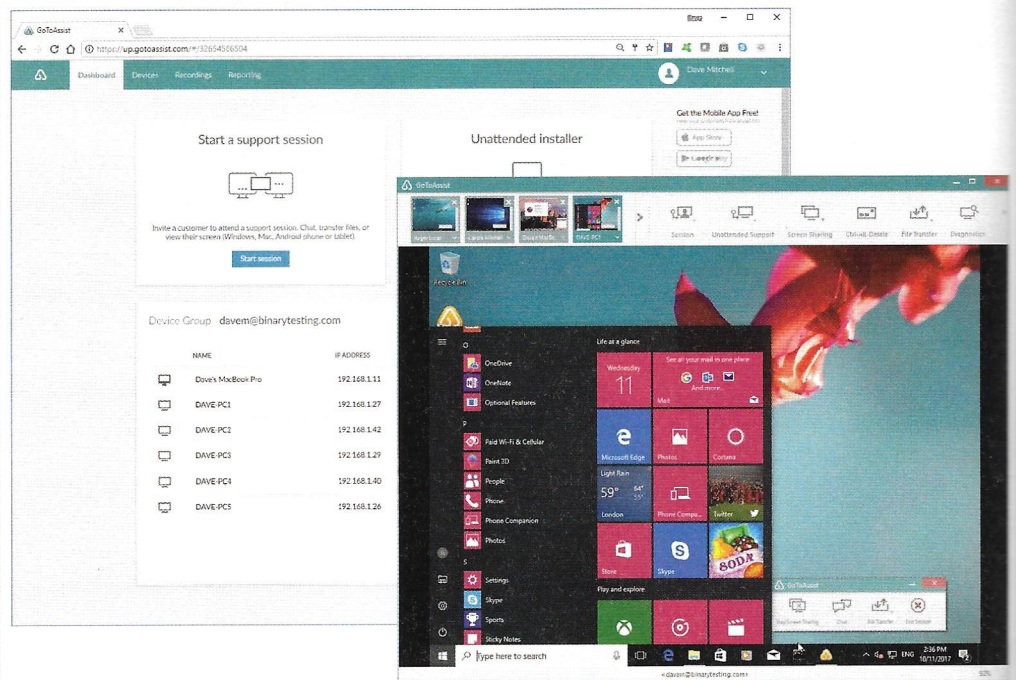 GoToAssist
https://up.gotoassist.com/#/32654506504
Dashboard Devices Recordings Reporting
Dave Mitchell
Get the Mobile App Free!
App Store
Google play
Start a support session
Invite a customer to attend a support session. Chat, transfer files, or
view their screen (Windows, Mac, Android phone or tablet).
Start session
Unattended installer
Device Group davem@binarytesting.com
NAME IP ADDRESS
Dave's MacBook Pro 192.168.1.11
DAVE-PC1 192.168.1.27
DAVE-PC2 192.168.1.42
DAVE-PC3 192.168.1.29
DAVE-PC4 192.168.1.40
DAVE-PC5 192.168.1.26
GoToAssist
DAVE-PC1
Session Unattended Support Screen Sharing Ctrl-Alt-Delete File Transfer Diagnostics
Recycle Bin
O
OneDrive
OneNote
Optional Features
P
Paid Wi-Fi & Cellular
Paint 3D
People
Phone
Phone Companion
Photos
S
Settings
Skype
Sports
Sticky Notes
Life at a glance
Wednesday
11
See all your mail in one place
And more...
Mail
Microsoft Edge Photos Cortana
Light Rain
59° 64°
55°
London Phone Compa... Twitter
Store Skype
SODA
Play and explore
GoToAssist
Stop Screen Sharing Chat File Transfer End Session
Type here to search
ENG
2:36 PM
10/11/2017
<davem@binarytesting.com>